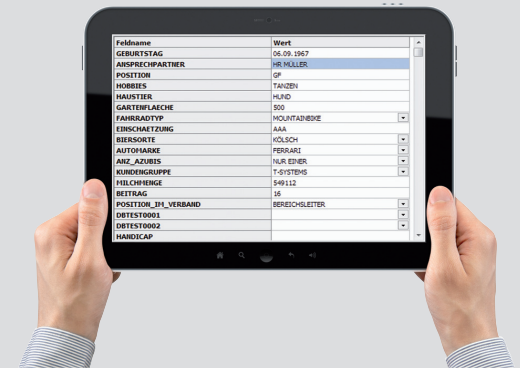 Feldname Wert
GEBURTSTAG 06.09.1967
ANSPRECHPARTNER HR MÜLLER
POSITION GF
HOBBIES TANZEN
HAUSTIER HUND
GARTENFLAECHE 500
FAHRRADTYP MOUNTAINBIKE
EINSCHAETZUNG AAA
BIERSORTE KÖLSCH
AUTOMARKE FERRARI
ANZ_AZUBIS NUR EINER
KUNDENGRUPPE T-SYSTEMS
MILCHMENGE 549112
BEITRAG 16
POSITION_IM_VERBAND BEREICHSLEITER
DBTEST0001
DBTEST0002
HANDICAP